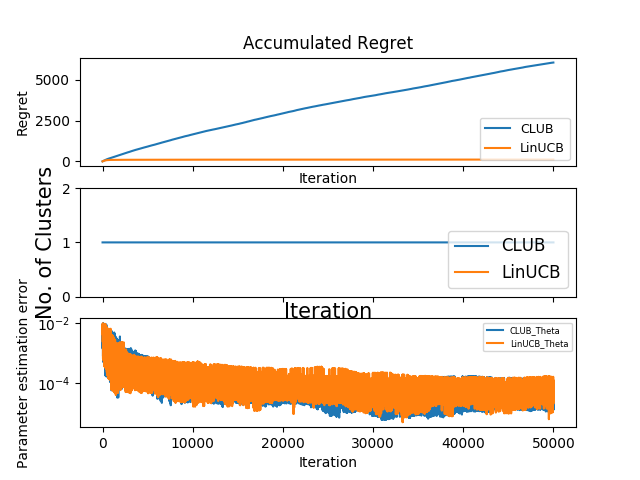 Accumulated Regret
Regret
5000
2500
0
CLUB
LinUCB
Iteration
No. of Clusters
2
1
0
CLUB
LinUCB
Iteration
Parameter estimation error
10⁻²
10⁻⁴
CLUB_Theta
LinUCB_Theta
0 10000 20000 30000 40000 50000
Iteration